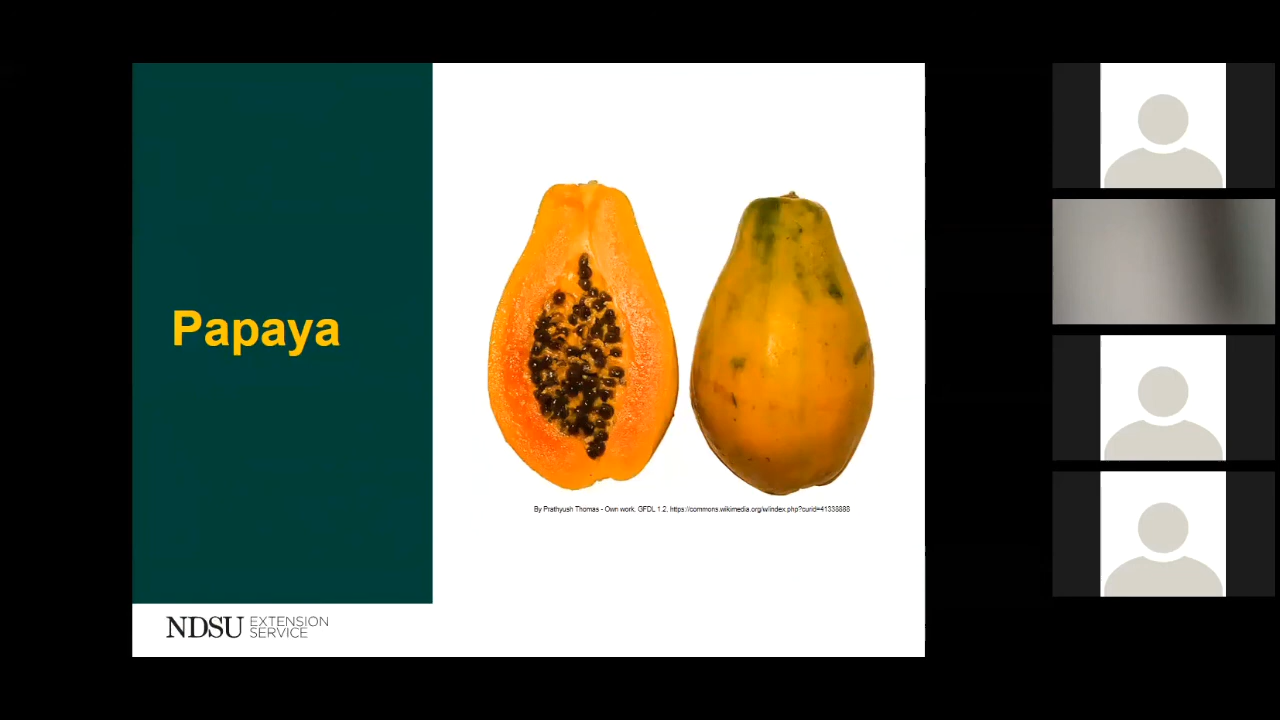 Papaya
By Prathyush Thomas - Own work, GFDL 1.2, https://commons.wikimedia.org/w/index.php?curid=41338888
NDSU EXTENSION
SERVICE